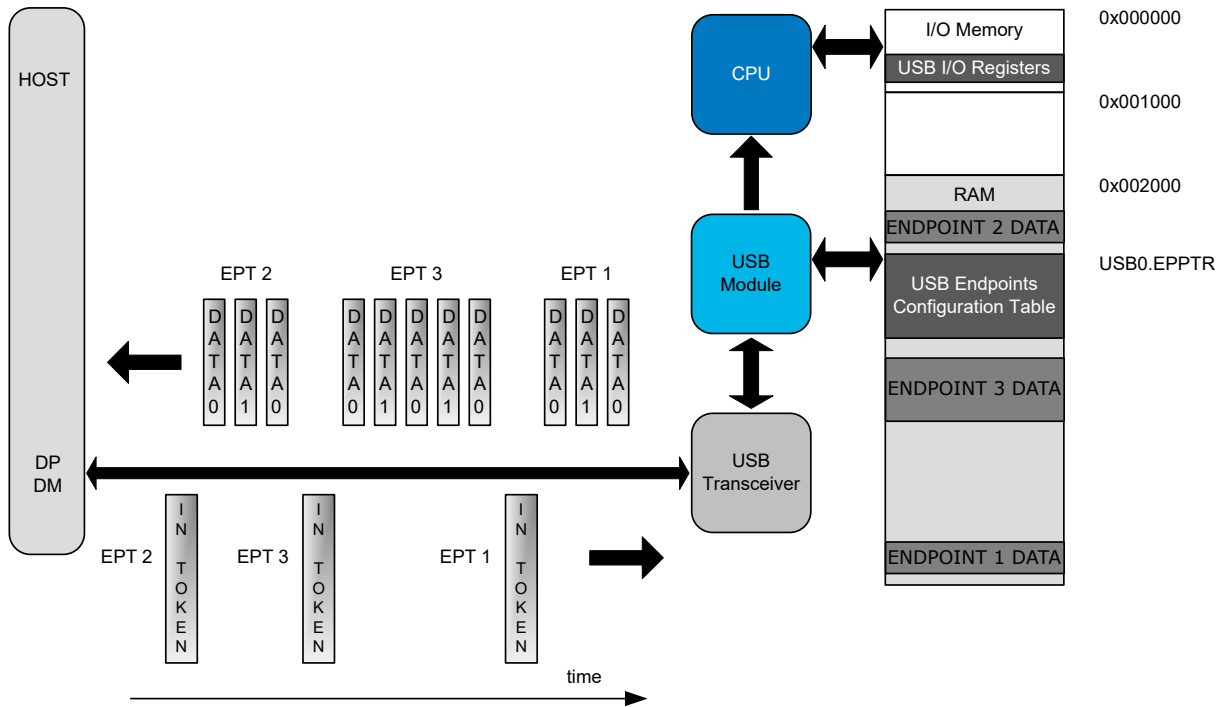 HOST
DP
DM
EPT 2
EPT 3
EPT 1
DATA0
DATA1
DATA0
DATA0
DATA1
DATA0
DATA1
DATA0
DATA0
DATA1
DATA0
EPT 2
IN TOKEN
EPT 3
IN TOKEN
EPT 1
IN TOKEN
time
CPU
USB
Module
USB
Transceiver
I/O Memory
USB I/O Registers
RAM
ENDPOINT 2 DATA
USB Endpoints
Configuration Table
ENDPOINT 3 DATA
ENDPOINT 1 DATA
0x000000
0x001000
0x002000
USB0.EPPTR